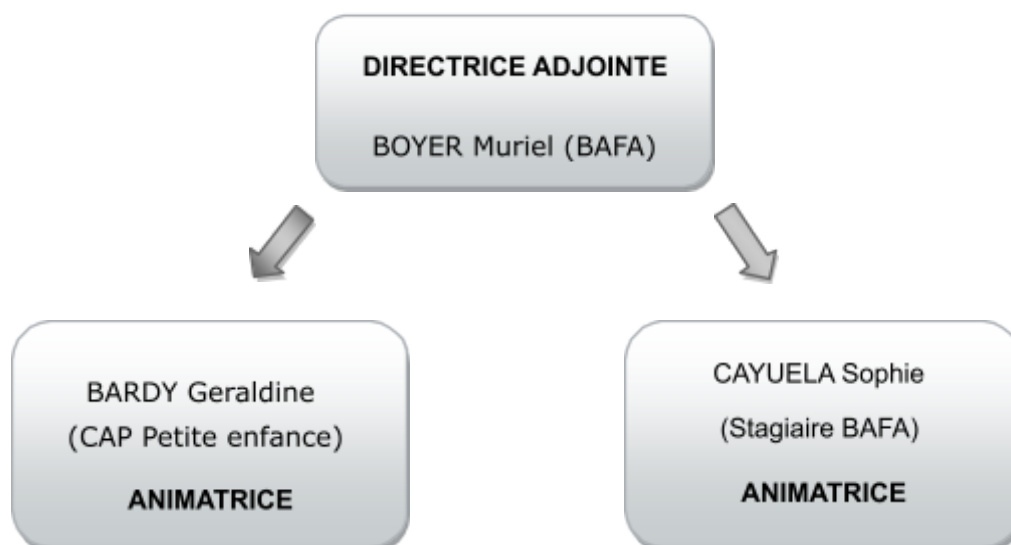 DIRECTRICE ADJOINTE
BOYER Muriel (BAFA)
BARDY Geraldine
(CAP Petite enfance)
ANIMATRICE
CAYUELA Sophie
(Stagiaire BAFA)
ANIMATRICE